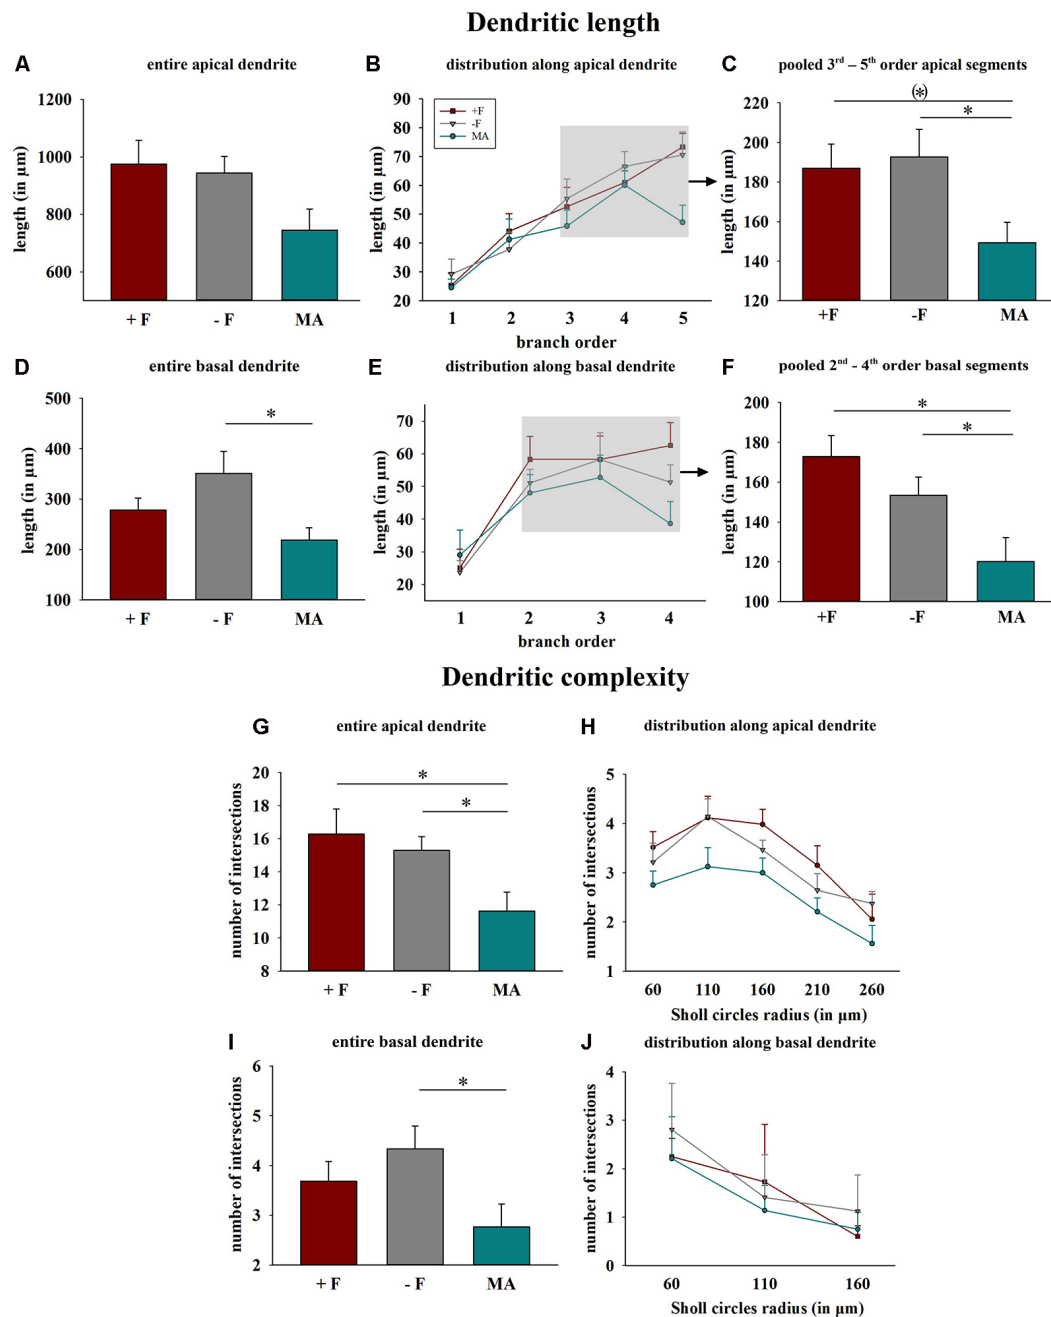 Dendritic length
A entire apical dendrite
length (in µm)
1200
1000
800
600
+ F - F MA
B distribution along apical dendrite
length (in µm)
90
80
70
60
50
40
30
20
+F
-F
MA
1 2 3 4 5
branch order
C pooled 3rd – 5th order apical segments
length (in µm)
220
200
180
160
140
120
(*)
*
+F -F MA
D entire basal dendrite
length (in µm)
500
400
300
200
100
*
+ F - F MA
E distribution along basal dendrite
length (in µm)
70
60
50
40
30
20
1 2 3 4
branch order
F pooled 2nd - 4th order basal segments
length (in µm)
200
180
160
140
120
100
*
*
+F -F MA
Dendritic complexity
G entire apical dendrite
number of intersections
20
18
16
14
12
10
8
*
*
+ F - F MA
H distribution along apical dendrite
number of intersections
5
4
3
2
1
60 110 160 210 260
Sholl circles radius (in µm)
I entire basal dendrite
number of intersections
6
5
4
3
2
*
+ F - F MA
J distribution along basal dendrite
number of intersections
4
3
2
1
0
60 110 160
Sholl circles radius (in µm)